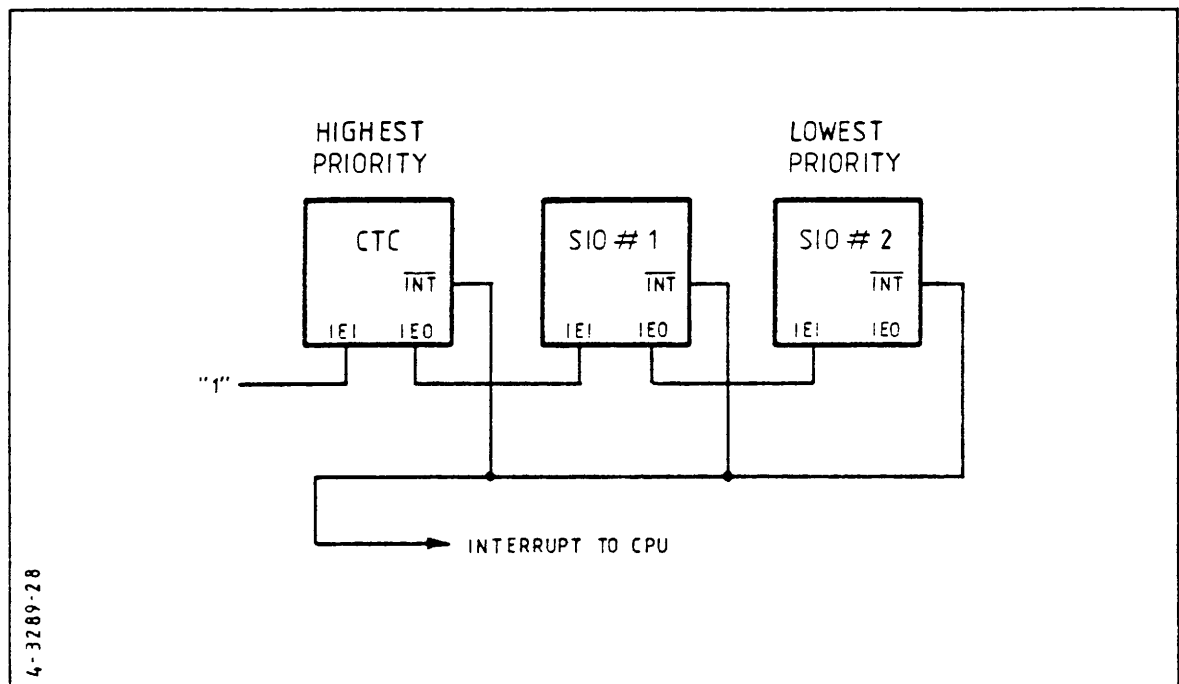 HIGHEST
PRIORITY
LOWEST
PRIORITY
CTC
INT
IEI IEO
SIO # 1
INT
IEI IEO
SIO # 2
INT
IEI IEO
"1"
INTERRUPT TO CPU
4-3289-28